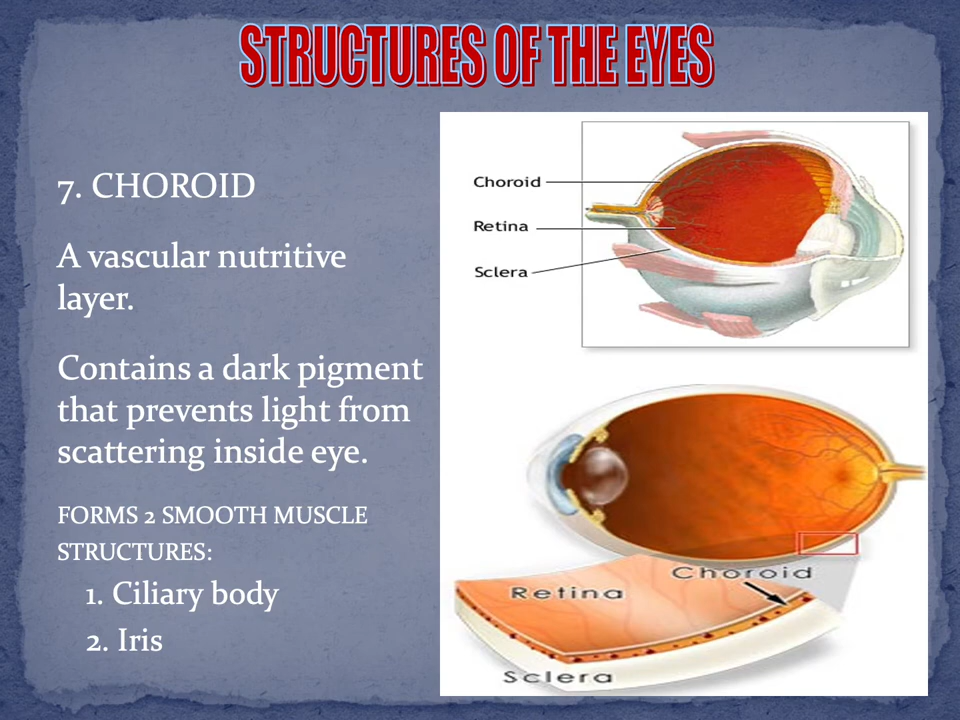 STRUCTURES OF THE EYES
7. CHOROID
A vascular nutritive
layer.
Contains a dark pigment
that prevents light from
scattering inside eye.
FORMS 2 SMOOTH MUSCLE
STRUCTURES:
1. Ciliary body
2. Iris
Choroid
Retina
Sclera
Choroid
Retina
Sclera